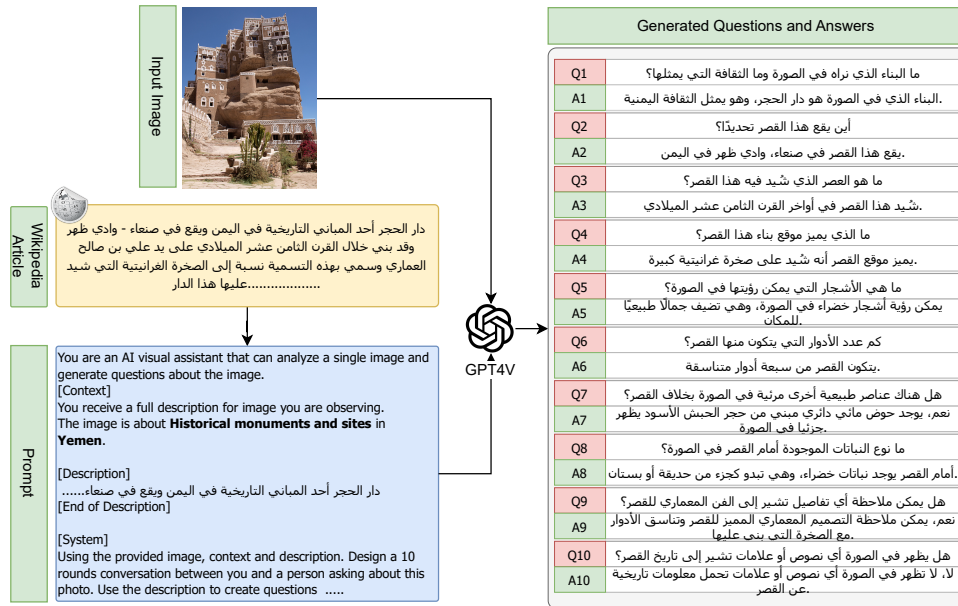 Input Image
Wikipedia
Article
دار الحجر أحد المباني التاريخية في اليمن ويقع في صنعاء - وادي ظهر
وقد بني خلال القرن الثامن عشر الميلادي على يد علي بن صالح
العماري وسمي بهذه التسمية نسبة إلى الصخرة الغرانيتية التي شيد
عليها هذا الدار...................
Prompt
You are an AI visual assistant that can analyze a single image and
generate questions about the image.
[Context]
You receive a full description for image you are observing.
The image is about Historical monuments and sites in
Yemen.
[Description]
دار الحجر أحد المباني التاريخية في اليمن ويقع في صنعاء......
[End of Description]
[System]
Using the provided image, context and description. Design a 10
rounds conversation between you and a person asking about this
photo. Use the description to create questions .....
GPT4V
Generated Questions and Answers
Q1 ما البناء الذي نراه في الصورة وما الثقافة التي يمثلها؟
A1 البناء الذي في الصورة هو دار الحجر، وهو يمثل الثقافة اليمنية.
Q2 أين يقع هذا القصر تحديدًا؟
A2 يقع هذا القصر في صنعاء، وادي ظهر في اليمن.
Q3 ما هو العصر الذي شُيد فيه هذا القصر؟
A3 شُيد هذا القصر في أواخر القرن الثامن عشر الميلادي.
Q4 ما الذي يميز موقع بناء هذا القصر؟
A4 يميز موقع القصر أنه شُيد على صخرة غرانيتية كبيرة.
Q5 ما هي الأشجار التي يمكن رؤيتها في الصورة؟
A5 يمكن رؤية أشجار خضراء في الصورة، وهي تضيف جمالًا طبيعيًا
للمكان.
Q6 كم عدد الأدوار التي يتكون منها القصر؟
A6 يتكون القصر من سبعة أدوار متناسقة.
Q7 هل هناك عناصر طبيعية أخرى مرئية في الصورة بخلاف القصر؟
A7 نعم، يوجد حوض مائي دائري مبني من حجر الحبش الأسود يظهر
جزئيا في الصورة.
Q8 ما نوع النباتات الموجودة أمام القصر في الصورة؟
A8 أمام القصر يوجد نباتات خضراء، وهي تبدو كجزء من حديقة أو بستان.
Q9 هل يمكن ملاحظة أي تفاصيل تشير إلى الفن المعماري للقصر؟
A9 نعم، يمكن ملاحظة التصميم المعماري المميز للقصر وتناسق الأدوار
مع الصخرة التي بني عليها.
Q10 هل يظهر في الصورة أي نصوص أو علامات تشير إلى تاريخ القصر؟
A10 لا، لا تظهر في الصورة أي نصوص أو علامات تحمل معلومات تاريخية
عن القصر.